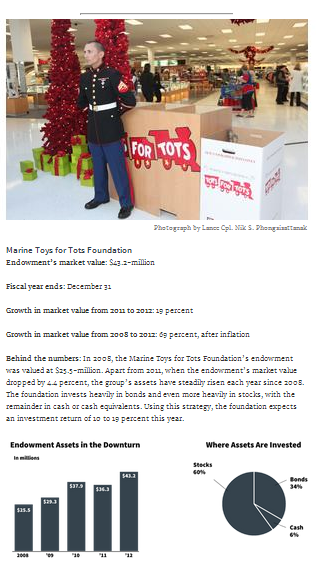 FOR TOTS
Photograph by Lance Cpl. Nik S. Phongsisattanak
Marine Toys for Tots Foundation
Endowment's market value: $43.2-million
Fiscal year ends: December 31
Growth in market value from 2011 to 2012: 19 percent
Growth in market value from 2008 to 2012: 69 percent, after inflation
Behind the numbers: In 2008, the Marine Toys for Tots Foundation's endowment
was valued at $25.5-million. Apart from 2011, when the endowment's market value
dropped by 4.4 percent, the group's assets have steadily risen each year since 2008.
The foundation invests heavily in bonds and even more heavily in stocks, with the
remainder in cash or cash equivalents. Using this strategy, the foundation expects
an investment return of 10 to 19 percent this year.
Endowment Assets in the Downturn
In millions
$25.5
$29.3
$37.9
$36.3
$43.2
2008 '09 '10 '11 '12
Where Assets Are Invested
Stocks
60%
Bonds
34%
Cash
6%